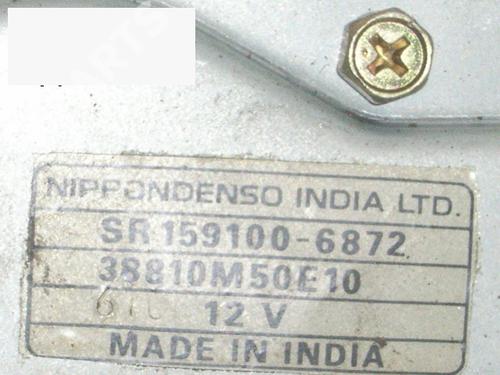 NIPPONDENSO INDIA LTD.
SR 159100-6872
38810M50E10
12 V
MADE IN INDIA